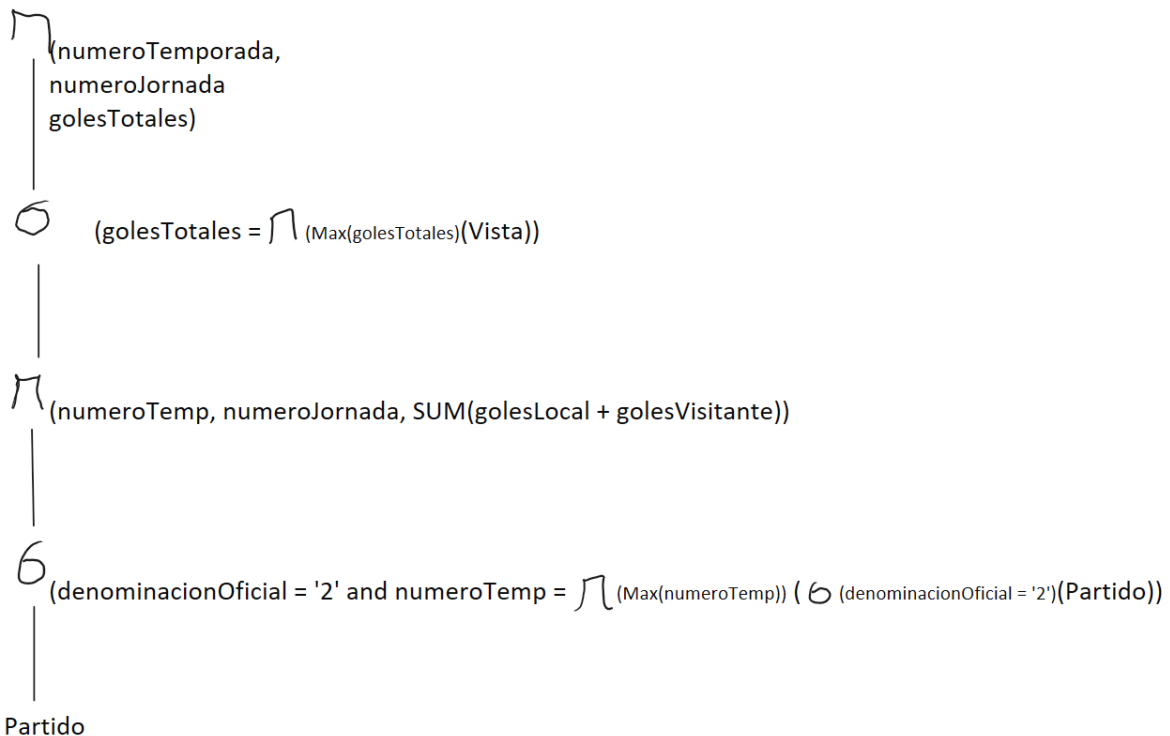 Π(numeroTemporada,
numeroJornada
golesTotales)
σ (golesTotales = Π (Max(golesTotales)(Vista))
Π(numeroTemp, numeroJornada, SUM(golesLocal + golesVisitante))
σ(denominacionOficial = '2' and numeroTemp = Π (Max(numeroTemp)) ( σ (denominacionOficial = '2')(Partido))
Partido